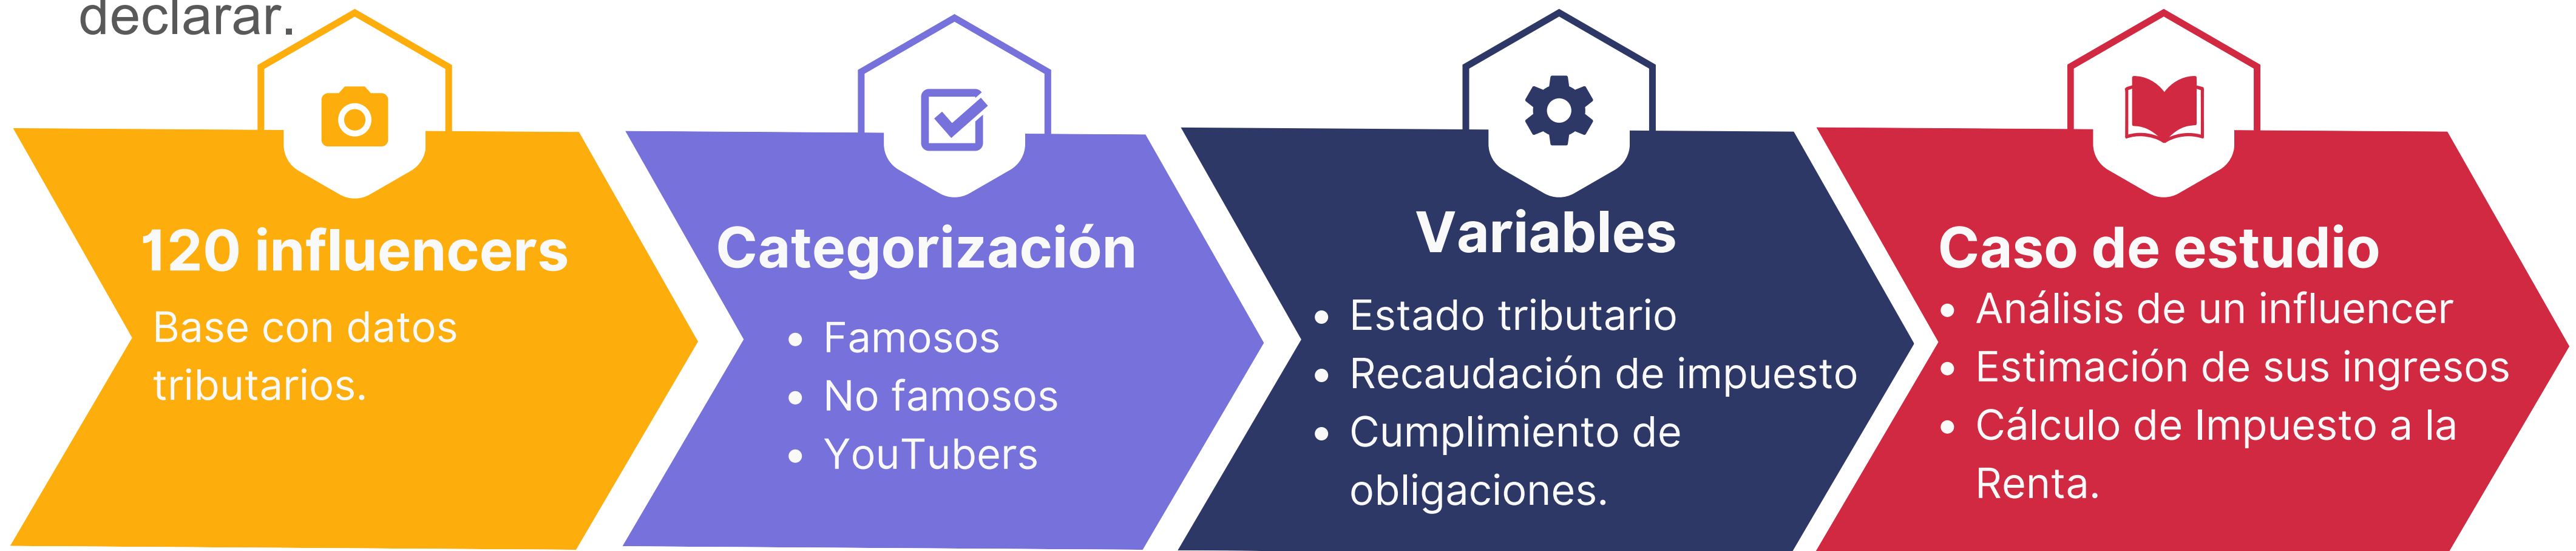 declarar.
120 influencers
Base con datos
tributarios.
Categorización
• Famosos
• No famosos
• YouTubers
Variables
• Estado tributario
• Recaudación de impuesto
• Cumplimiento de
obligaciones.
Caso de estudio
• Análisis de un influencer
• Estimación de sus ingresos
• Cálculo de Impuesto a la
Renta.